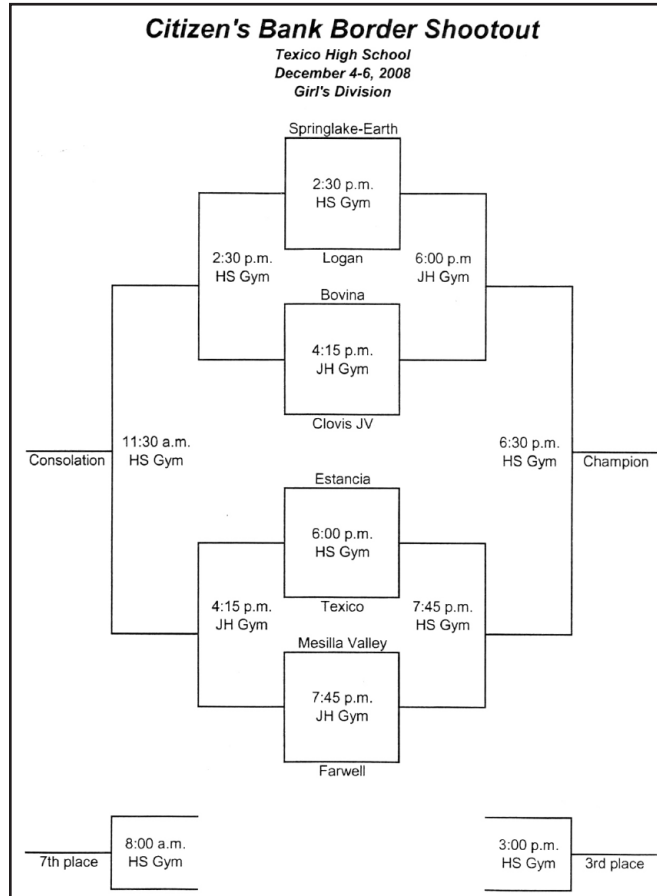 Citizen's Bank Border Shootout
Texico High School
December 4-6, 2008
Girl's Division
Springlake-Earth
2:30 p.m.
HS Gym
Logan
2:30 p.m.
HS Gym
6:00 p.m
JH Gym
Bovina
4:15 p.m.
JH Gym
Clovis JV
Consolation
11:30 a.m.
HS Gym
6:30 p.m.
HS Gym
Champion
Estancia
6:00 p.m.
HS Gym
Texico
4:15 p.m.
JH Gym
7:45 p.m.
HS Gym
Mesilla Valley
7:45 p.m.
JH Gym
Farwell
7th place
8:00 a.m.
HS Gym
3:00 p.m.
HS Gym
3rd place